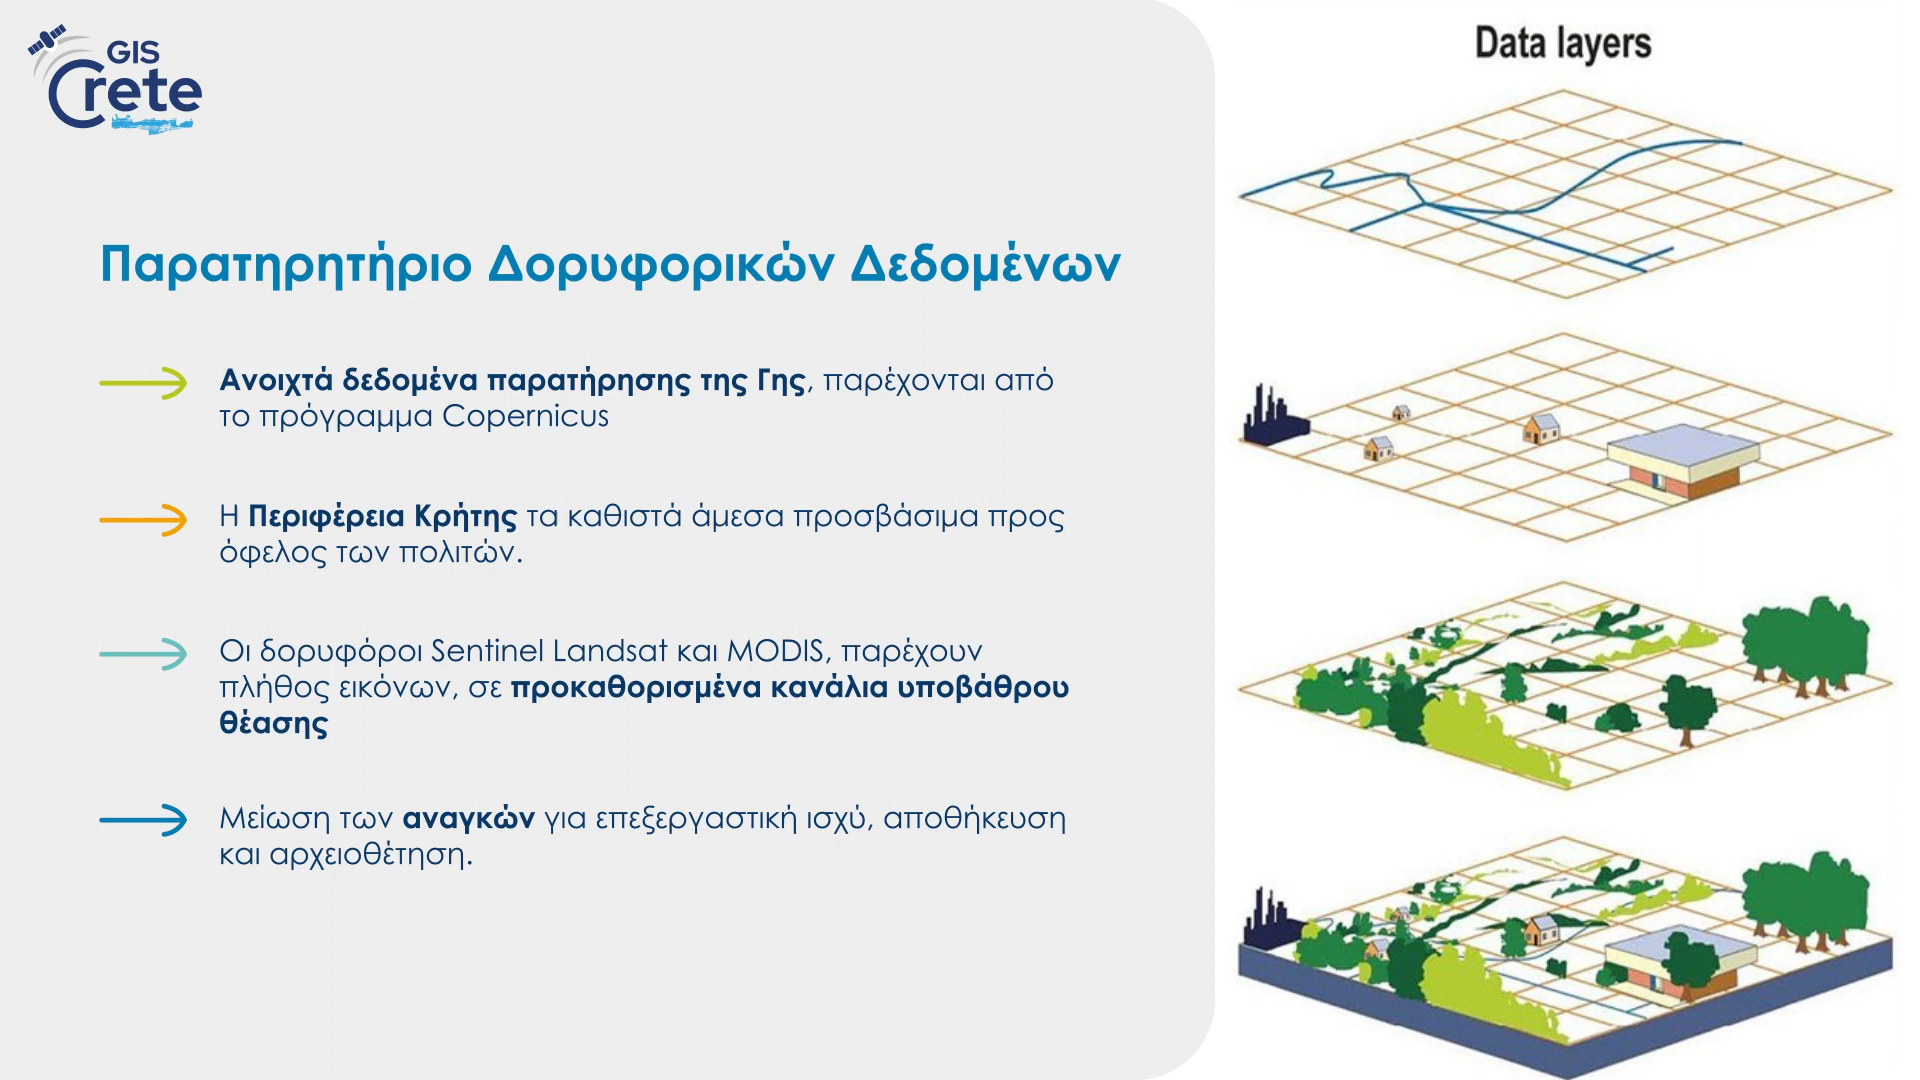 GIS
Crete
Data layers
Παρατηρητήριο Δορυφορικών Δεδομένων
Ανοιχτά δεδομένα παρατήρησης της Γης, παρέχονται από
το πρόγραμμα Copernicus
Η Περιφέρεια Κρήτης τα καθιστά άμεσα προσβάσιμα προς
όφελος των πολιτών.
Οι δορυφόροι Sentinel Landsat και MODIS, παρέχουν
πλήθος εικόνων, σε προκαθορισμένα κανάλια υποβάθρου
θέασης
Μείωση των αναγκών για επεξεργαστική ισχύ, αποθήκευση
και αρχειοθέτηση.